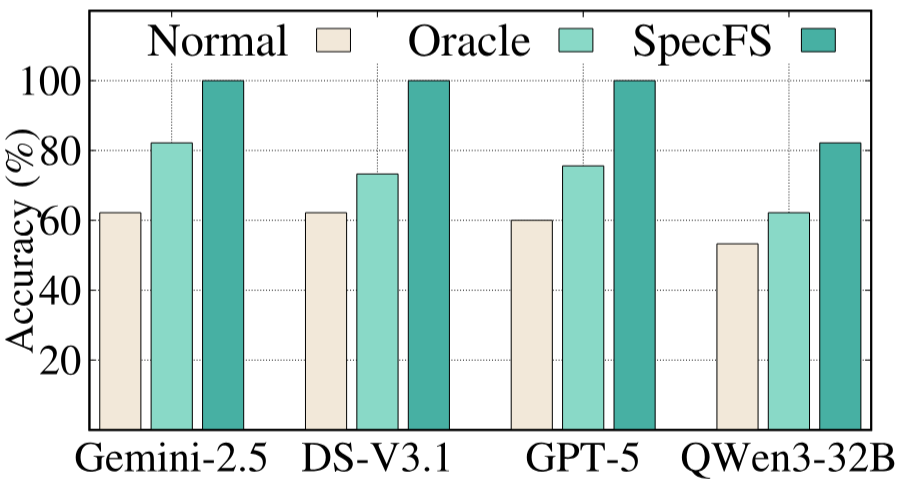 Normal Oracle SpecFS
Accuracy (%)
100
80
60
40
20
Gemini-2.5 DS-V3.1 GPT-5 QWen3-32B